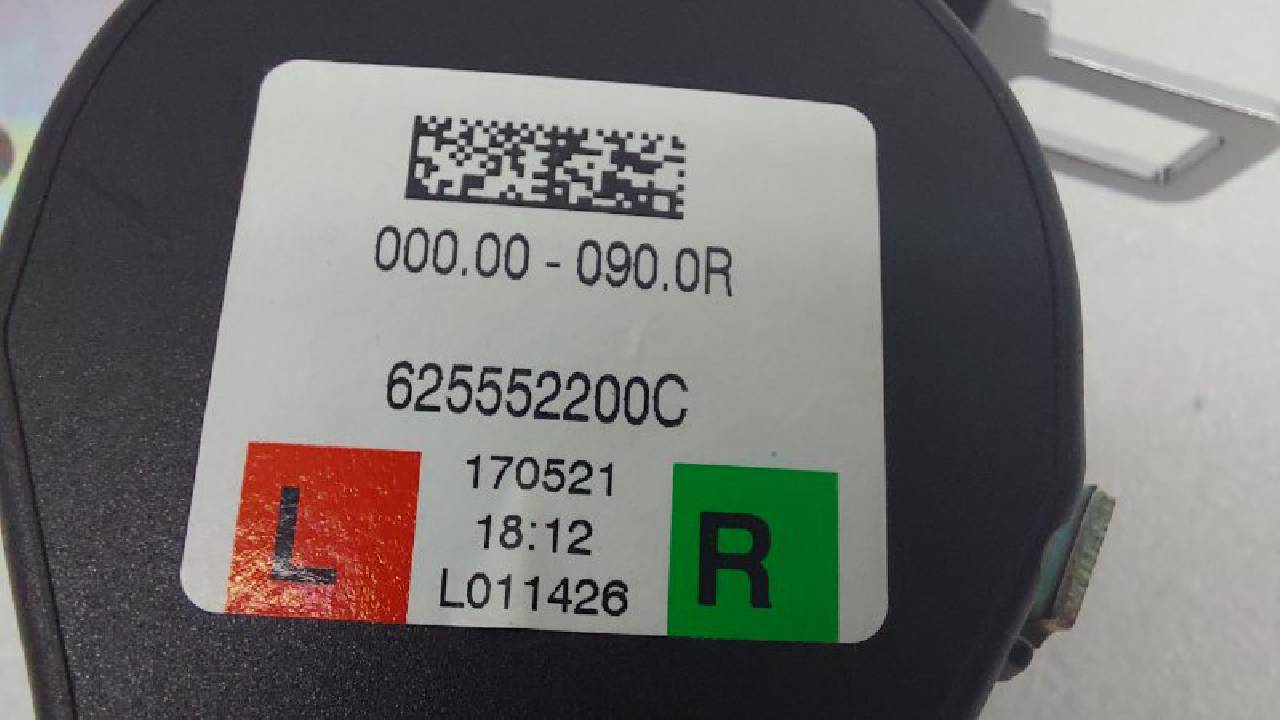 000.00 - 090.0R
625552200C
170521
18:12
L011426
L
R